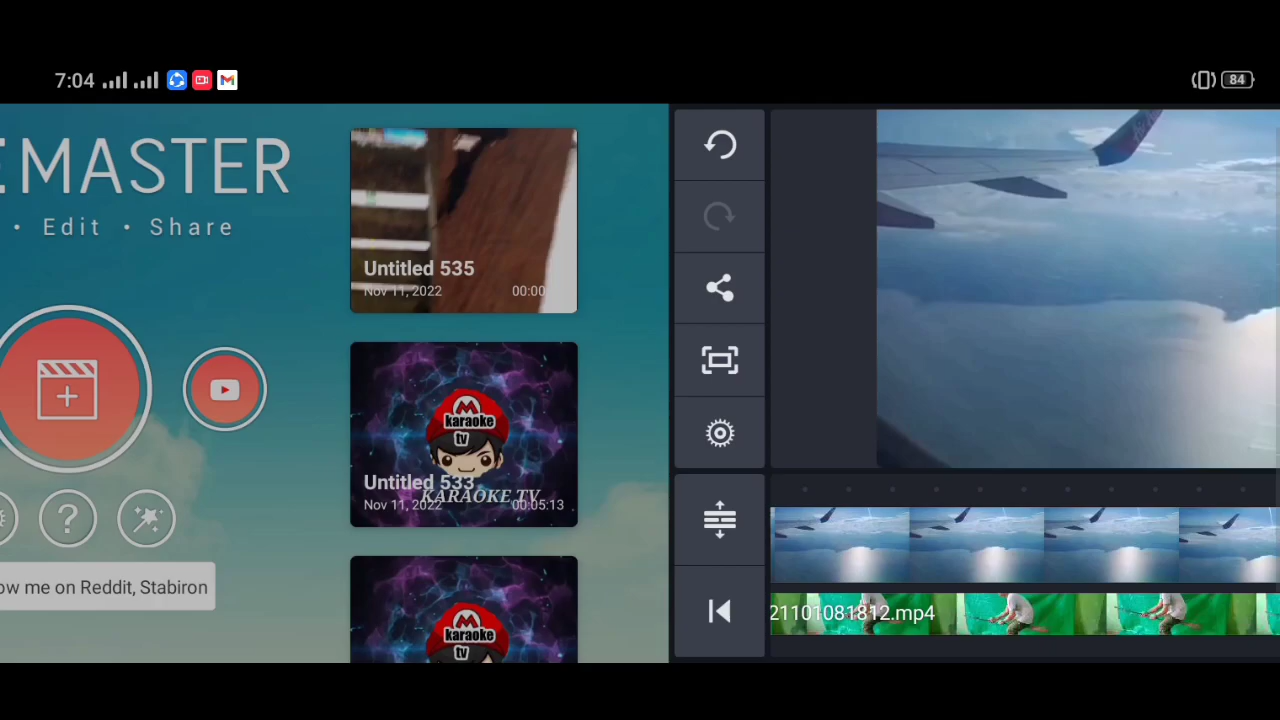 7:04
84
EMASTER
• Edit • Share
ow me on Reddit, Stabiron
Untitled 535
Nov 11, 2022 00:00
M
karaoke
tv
Untitled 533
KARAOKE TV
Nov 11, 2022 00:05:13
M
karaoke
tv
21101081812.mp4